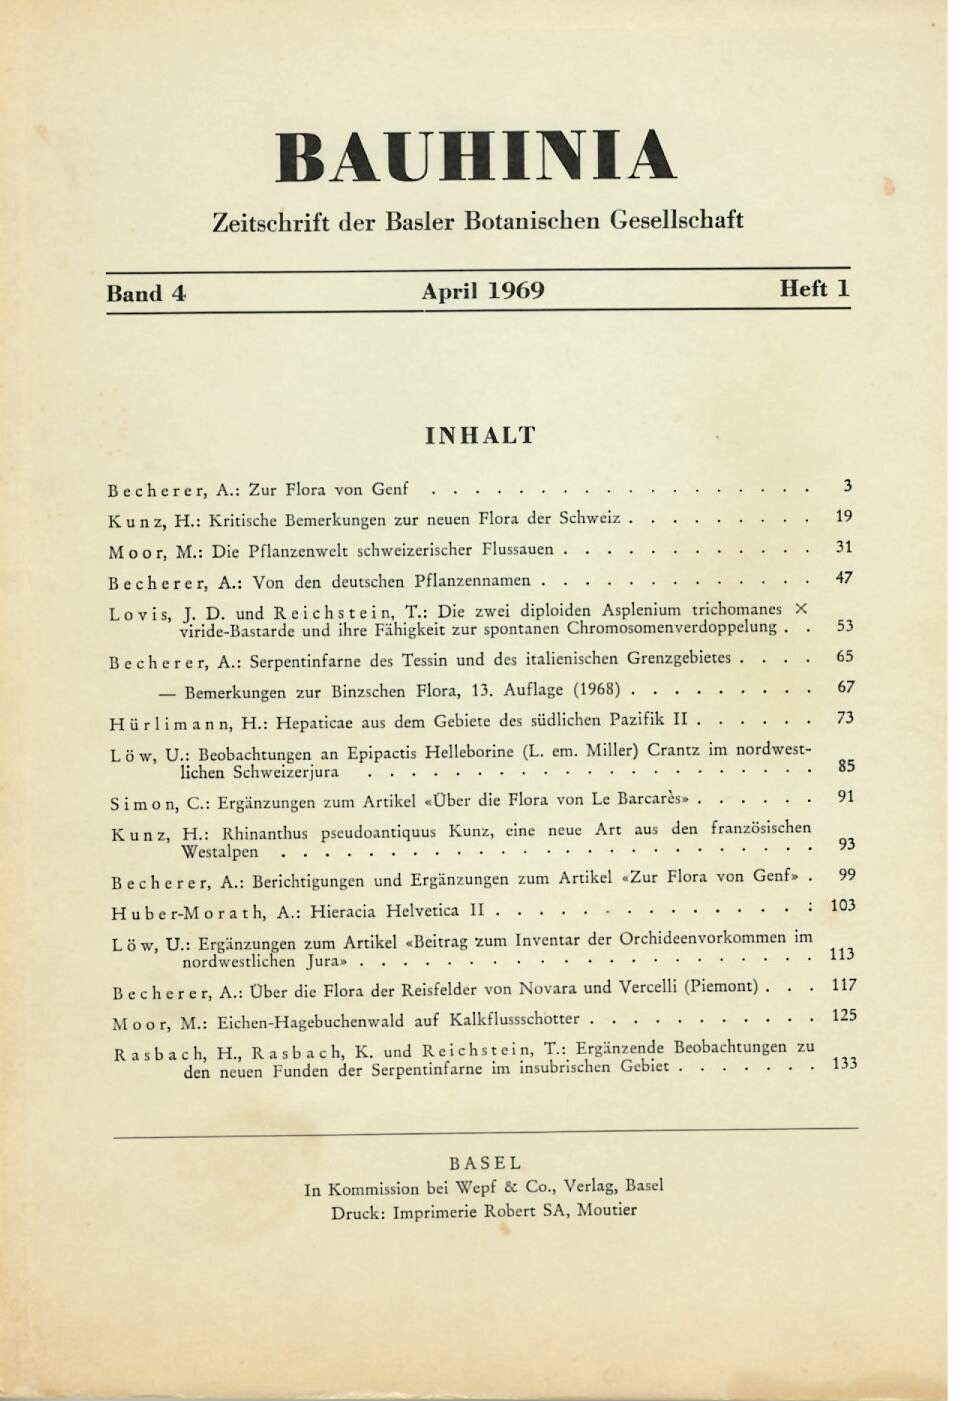 BAUHINIA
Zeitschrift der Basler Botanischen Gesellschaft
Band 4 April 1969 Heft 1
INHALT
Becherer, A.: Zur Flora von Genf . . . . . . . . . . . . . . . . . . 3
Kunz, H.: Kritische Bemerkungen zur neuen Flora der Schweiz . . . . . . . . . 19
Moor, M.: Die Pflanzenwelt schweizerischer Flussauen . . . . . . . . . . . . 31
Becherer, A.: Von den deutschen Pflanzennamen . . . . . . . . . . . . . 47
Lovis, J. D. und Reichstein, T.: Die zwei diploiden Asplenium trichomanes ×
viride-Bastarde und ihre Fähigkeit zur spontanen Chromosomenverdoppelung . . 53
Becherer, A.: Serpentinfarne des Tessin und des italienischen Grenzgebietes . . . . 65
— Bemerkungen zur Binzschen Flora, 13. Auflage (1968) . . . . . . . . . 67
Hürlimann, H.: Hepaticae aus dem Gebiete des südlichen Pazifik II . . . . . . 73
Löw, U.: Beobachtungen an Epipactis Helleborine (L. em. Miller) Crantz im nordwest-
lichen Schweizerjura . . . . . . . . . . . . . . . . . . . . 85
Simon, C.: Ergänzungen zum Artikel «Über die Flora von Le Barcarès» . . . . . . 91
Kunz, H.: Rhinanthus pseudoantiquus Kunz, eine neue Art aus den französischen
Westalpen . . . . . . . . . . . . . . . . . . . . . . . . 93
Becherer, A.: Berichtigungen und Ergänzungen zum Artikel «Zur Flora von Genf» . 99
Huber-Morath, A.: Hieracia Helvetica II . . . . . . . . . . . . . . : 103
Löw, U.: Ergänzungen zum Artikel «Beitrag zum Inventar der Orchideenvorkommen im
nordwestlichen Jura» . . . . . . . . . . . . . . . . . . . . 113
Becherer, A.: Über die Flora der Reisfelder von Novara und Vercelli (Piemont) . . . 117
Moor, M.: Eichen-Hagebuchenwald auf Kalkflussschotter . . . . . . . . . . . 125
Rasbach, H., Rasbach, K. und Reichstein, T.: Ergänzende Beobachtungen zu
den neuen Funden der Serpentinfarne im insubrischen Gebiet . . . . . . . 133
BASEL
In Kommission bei Wepf & Co., Verlag, Basel
Druck: Imprimerie Robert SA, Moutier